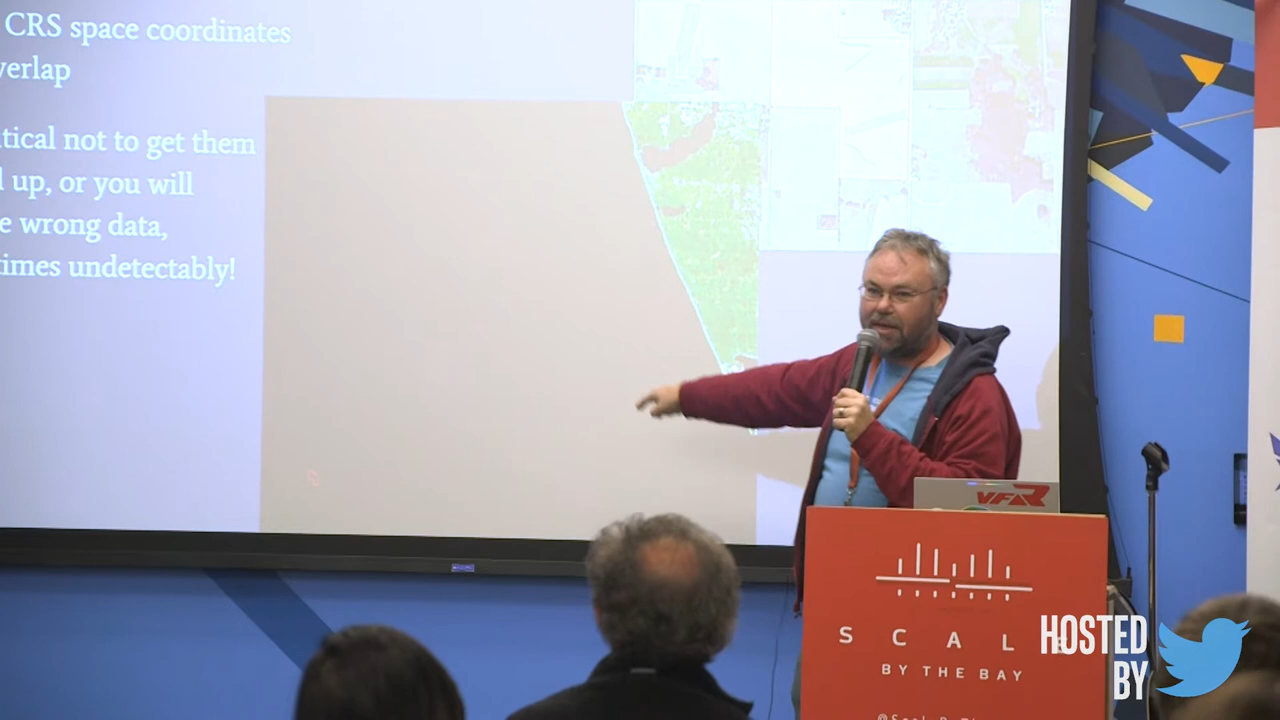 CRS space coordinates
verlap
tical not to get them
l up, or you will
e wrong data,
times undetectably!
VFR
SCAL
BY THE BAY
HOSTED
BY